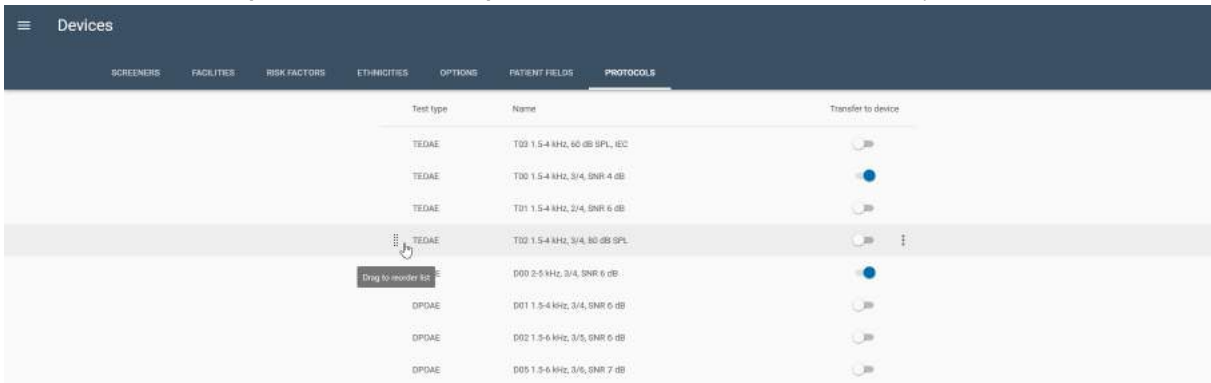 Devices
SCREENERS FACILITIES RISK FACTORS ETHNICITIES OPTIONS PATIENT FIELDS PROTOCOLS
Test type Name Transfer to device
TEOAE T03 1.5-4 kHz, 60 dB SPL, IEC
TEOAE T00 1.5-4 kHz, 3/4, SNR 4 dB
TEOAE T01 1.5-4 kHz, 2/4, SNR 6 dB
TEOAE T02 1.5-4 kHz, 3/4, 80 dB SPL
Drag to reorder list E D00 2-5 kHz, 3/4, SNR 6 dB
DPOAE D01 1.5-4 kHz, 3/4, SNR 6 dB
DPOAE D02 1.5-6 kHz, 3/5, SNR 6 dB
DPOAE D05 1.5-6 kHz, 3/6, SNR 7 dB